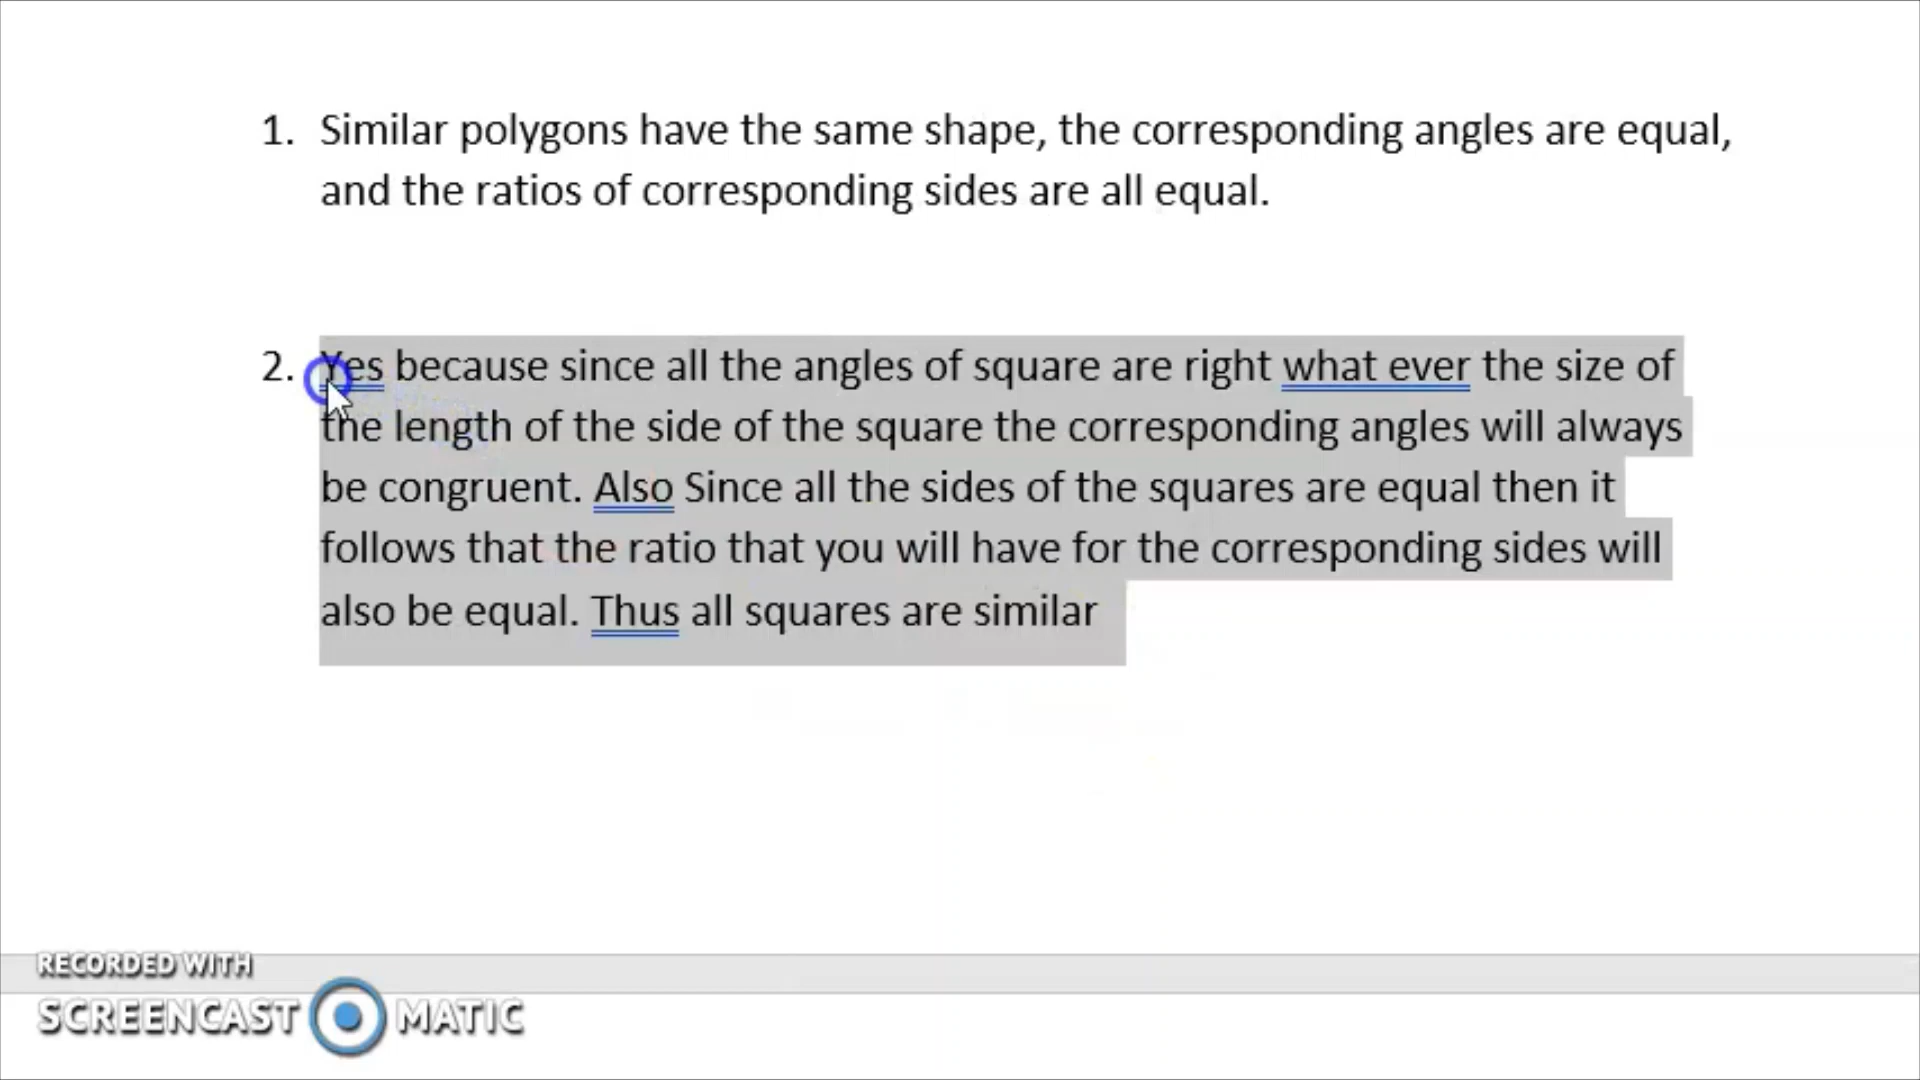 1. Similar polygons have the same shape, the corresponding angles are equal,
and the ratios of corresponding sides are all equal.
2. Yes because since all the angles of square are right what ever the size of
the length of the side of the square the corresponding angles will always
be congruent. Also Since all the sides of the squares are equal then it
follows that the ratio that you will have for the corresponding sides will
also be equal. Thus all squares are similar
RECORDED WITH
SCREENCAST MATIC